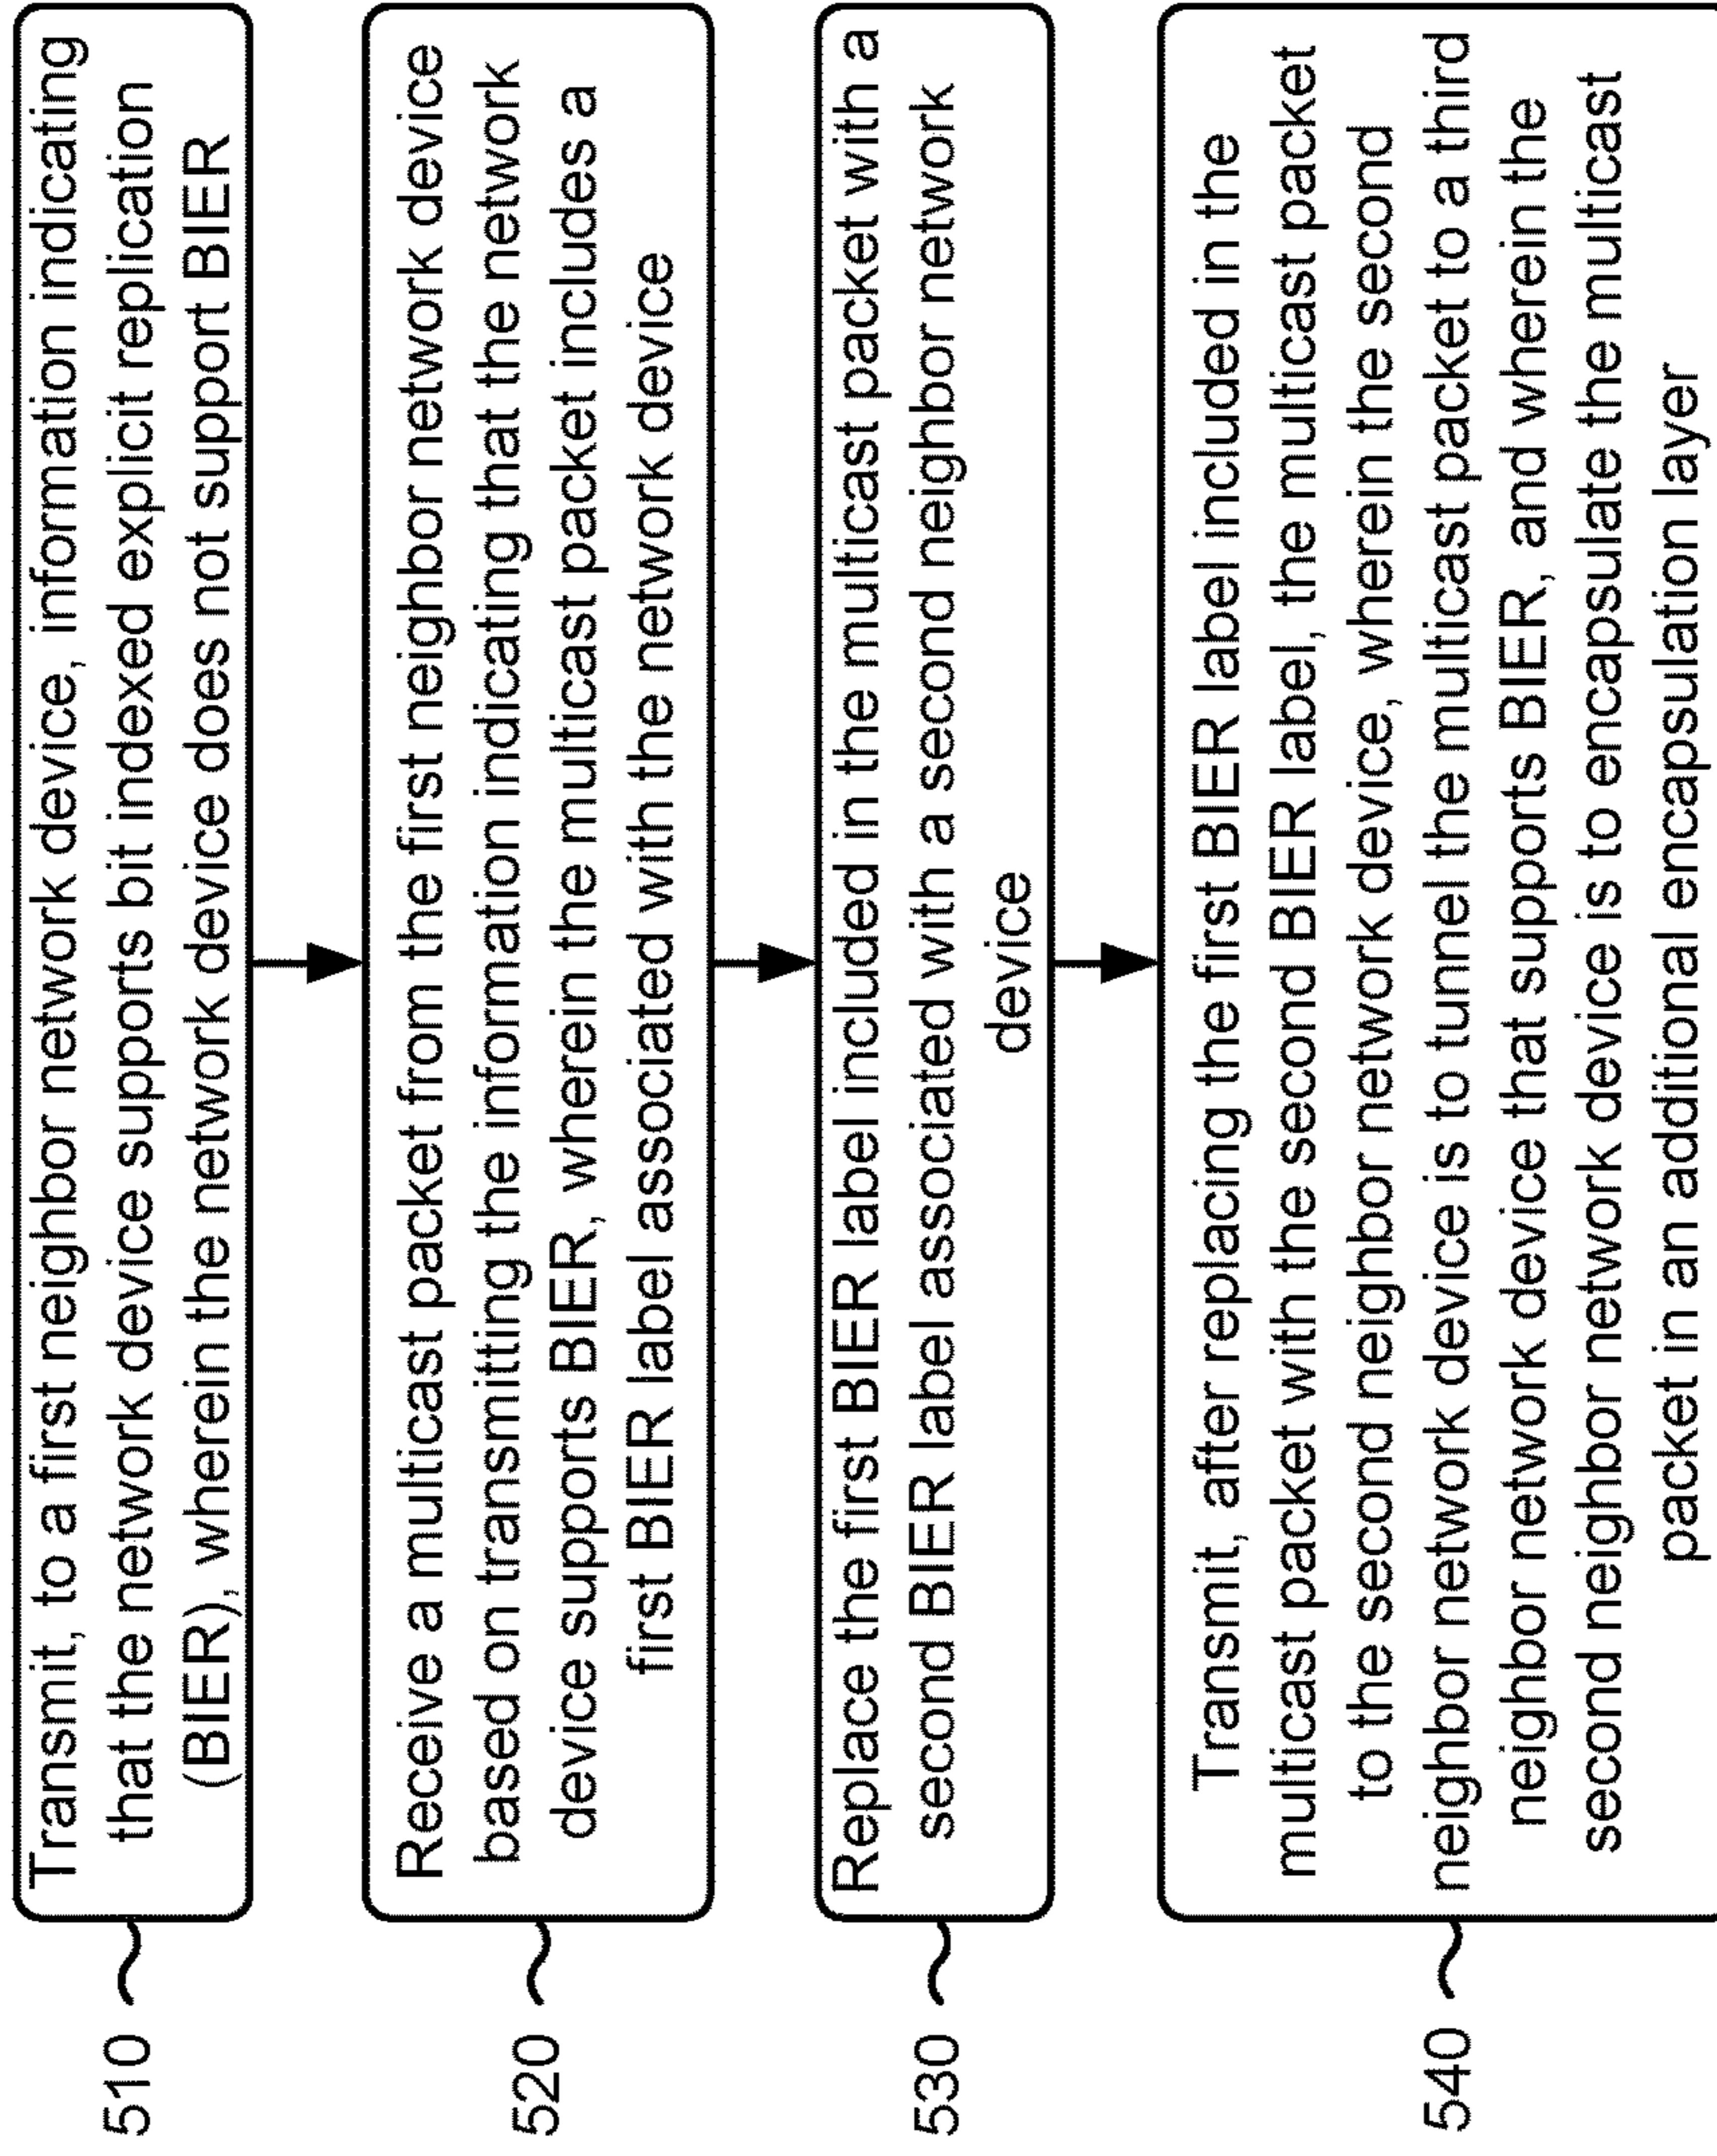 510
Transmit, to a first neighbor network device, information indicating
that the network device supports bit indexed explicit replication
(BIER), wherein the network device does not support BIER
520
Receive a multicast packet from the first neighbor network device
based on transmitting the information indicating that the network
device supports BIER, wherein the multicast packet includes a
first BIER label associated with the network device
530
Replace the first BIER label included in the multicast packet with a
second BIER label associated with a second neighbor network
device
540
Transmit, after replacing the first BIER label included in the
multicast packet with the second BIER label, the multicast packet
to the second neighbor network device, wherein the second
neighbor network device is to tunnel the multicast packet to a third
neighbor network device that supports BIER, and wherein the
second neighbor network device is to encapsulate the multicast
packet in an additional encapsulation layer